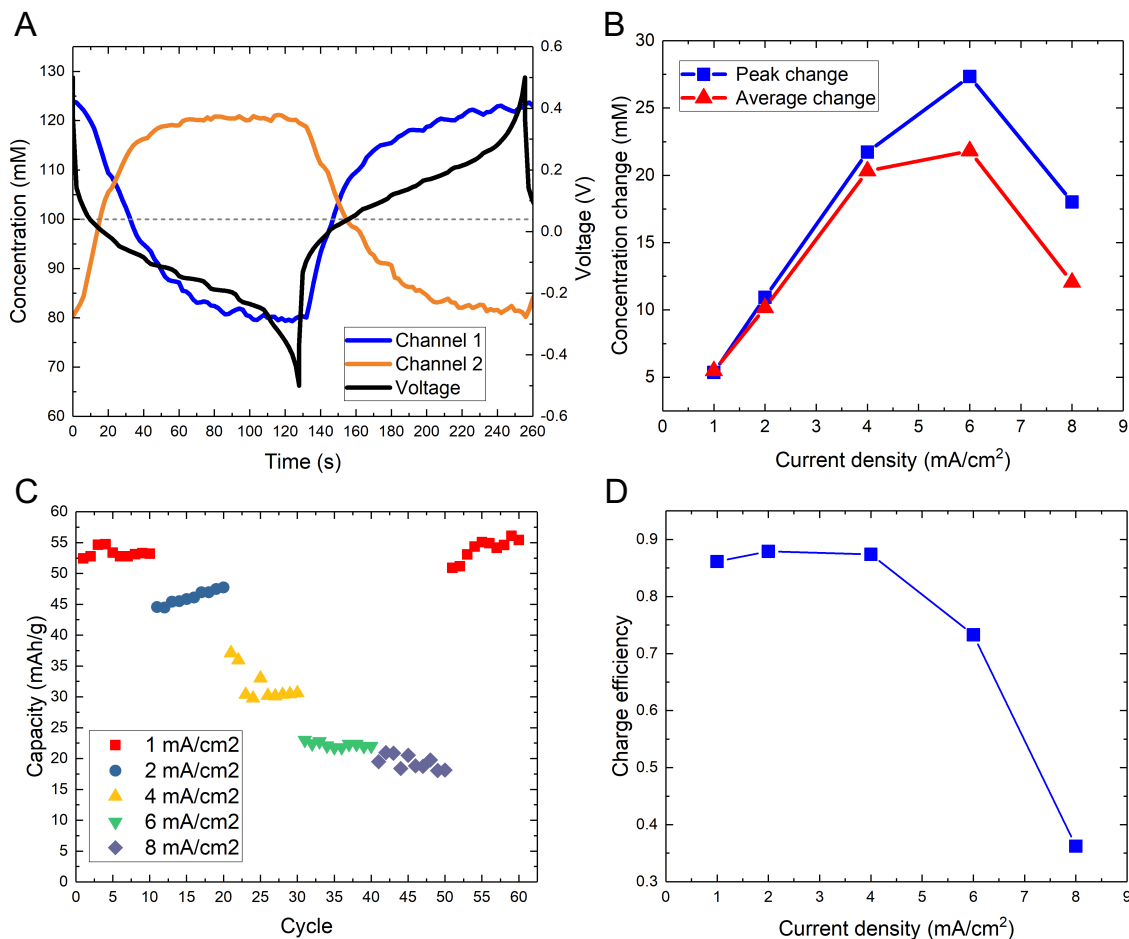 A
Concentration (mM)
130
120
110
100
90
80
70
60
0.6
0.4
0.2
0.0
-0.2
-0.4
-0.6
Voltage (V)
Channel 1
Channel 2
Voltage
0 20 40 60 80 100 120 140 160 180 200 220 240 260
Time (s)
B
Concentration change (mM)
30
25
20
15
10
5
Peak change
Average change
0 1 2 3 4 5 6 7 8 9
Current density (mA/cm²)
C
Capacity (mAh/g)
60
55
50
45
40
35
30
25
20
15
10
5
0
1 mA/cm2
2 mA/cm2
4 mA/cm2
6 mA/cm2
8 mA/cm2
0 5 10 15 20 25 30 35 40 45 50 55 60
Cycle
D
Charge efficiency
0.9
0.8
0.7
0.6
0.5
0.4
0.3
0 1 2 3 4 5 6 7 8 9
Current density (mA/cm²)